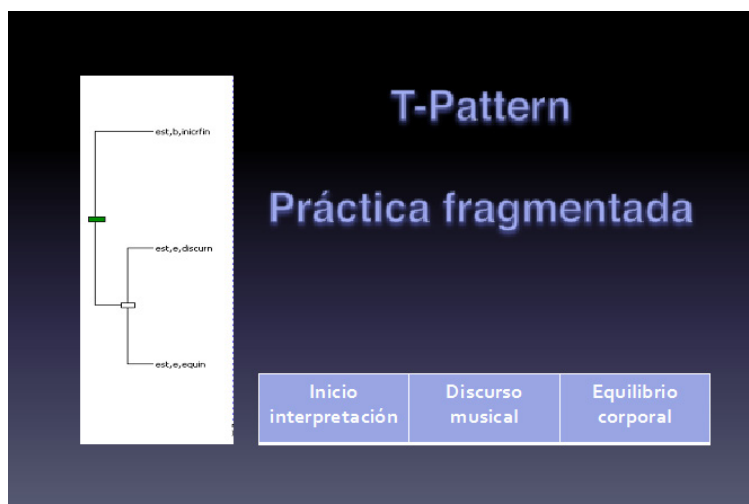 T-Pattern
Práctica fragmentada
est,b,inicrfin
est,e,discurn
est,e,equin
Inicio
interpretación
Discurso
musical
Equilibrio
corporal